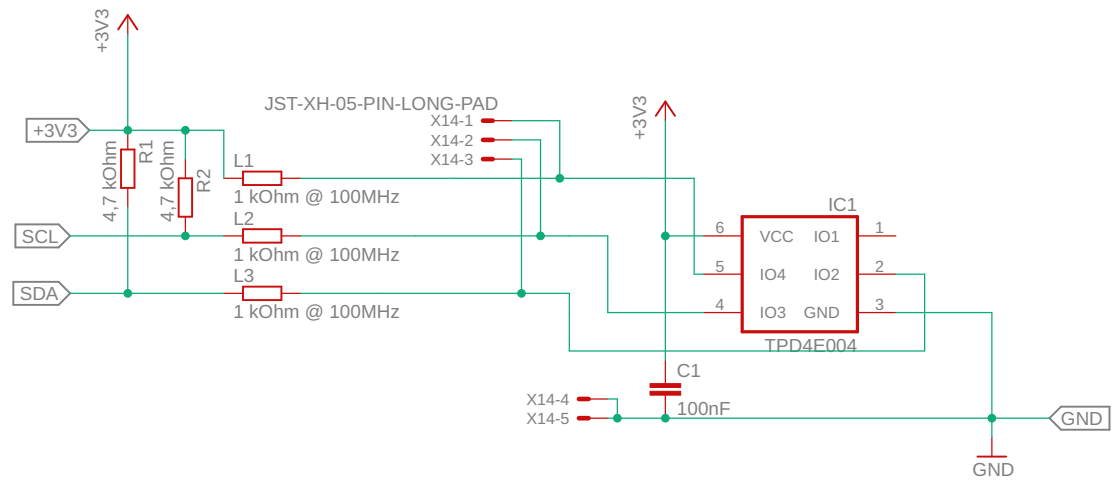 +3V3
JST-XH-05-PIN-LONG-PAD
+3V3
X14-1
X14-2
X14-3
+3V3
4,7 kOhm
R1
4,7 kOhm
R2
L1
1 kOhm @ 100MHz
SCL
L2
1 kOhm @ 100MHz
SDA
L3
1 kOhm @ 100MHz
IC1
6
VCC
IO1
1
5
IO4
IO2
2
4
IO3
GND
3
TPD4E004
C1
100nF
X14-4
X14-5
GND
GND